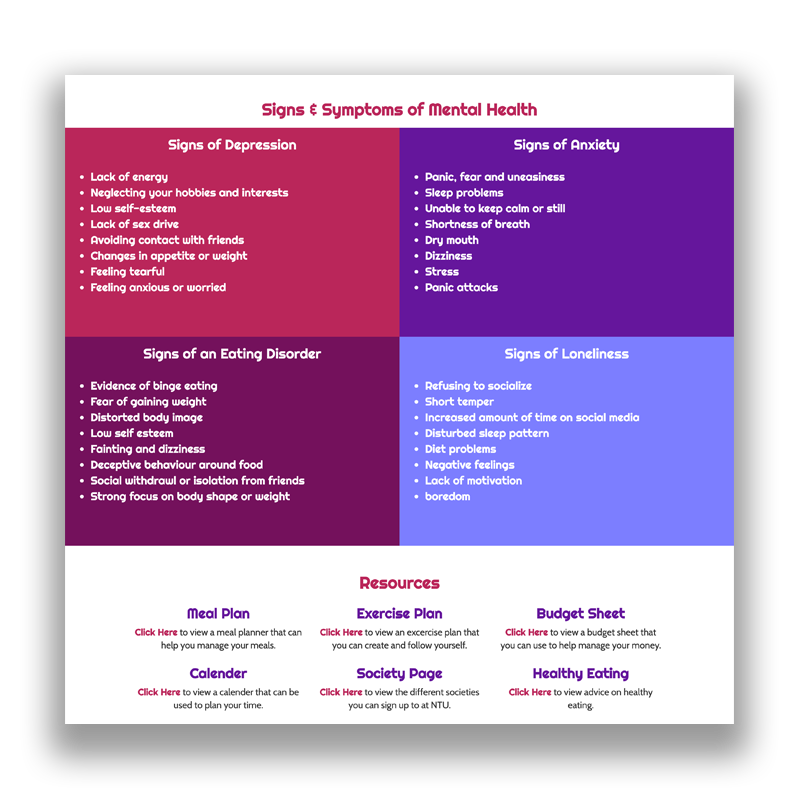 Signs & Symptoms of Mental Health
Signs of Depression
• Lack of energy
• Neglecting your hobbies and interests
• Low self-esteem
• Lack of sex drive
• Avoiding contact with friends
• Changes in appetite or weight
• Feeling tearful
• Feeling anxious or worried
Signs of Anxiety
• Panic, fear and uneasiness
• Sleep problems
• Unable to keep calm or still
• Shortness of breath
• Dry mouth
• Dizziness
• Stress
• Panic attacks
Signs of an Eating Disorder
• Evidence of binge eating
• Fear of gaining weight
• Distorted body image
• Low self esteem
• Fainting and dizziness
• Deceptive behaviour around food
• Social withdrawl or isolation from friends
• Strong focus on body shape or weight
Signs of Loneliness
• Refusing to socialize
• Short temper
• Increased amount of time on social media
• Disturbed sleep pattern
• Diet problems
• Negative feelings
• Lack of motivation
• boredom
Resources
Meal Plan
Click Here to view a meal planner that can
help you manage your meals.
Exercise Plan
Click Here to view an excercise plan that
you can create and follow yourself.
Budget Sheet
Click Here to view a budget sheet that
you can use to help manage your money.
Calender
Click Here to view a calender that can be
used to plan your time.
Society Page
Click Here to view the different societies
you can sign up to at NTU.
Healthy Eating
Click Here to view advice on healthy
eating.